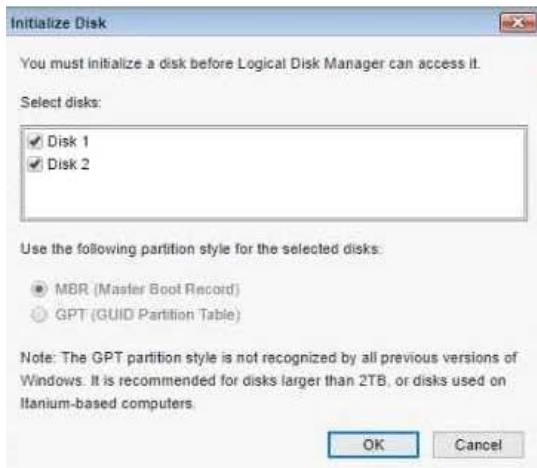 Initialize Disk
You must initialize a disk before Logical Disk Manager can access it.
Select disks:
Disk 1
Disk 2
Use the following partition style for the selected disks:
MBR (Master Boot Record)
GPT (GUID Partition Table)
Note: The GPT partition style is not recognized by all previous versions of
Windows. It is recommended for disks larger than 2TB, or disks used on
Itanium-based computers.
OK Cancel